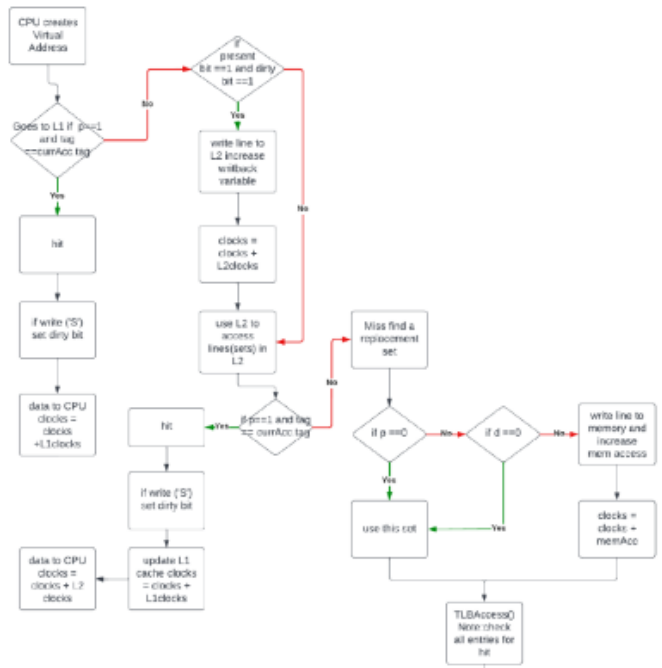 CPU creates
Virtual
Address
Goes to L1 if p==1
and tag
==currAcc tag
No
Yes
hit
if write ('S')
set dirty bit
data to CPU
clocks =
clocks
+L1clocks
if
present
bit ==1 and dirty
bit ==1
Yes
No
write line to
L2 increase
writback
variable
clocks =
clocks +
L2clocks
use L2 to
access
lines(sets) in
L2
if p==1 and tag
== currAcc tag
Yes
No
hit
if write ('S')
set dirty bit
update L1
cache clocks
= clocks +
L1clocks
data to CPU
clocks =
clocks + L2
clocks
Miss find a
replacement
set
if p ==0
No
Yes
if d ==0
No
Yes
use this set
write line to
memory and
increase
mem access
clocks =
clocks +
memAcc
TLBAccess()
Note:check
all entries for
hit